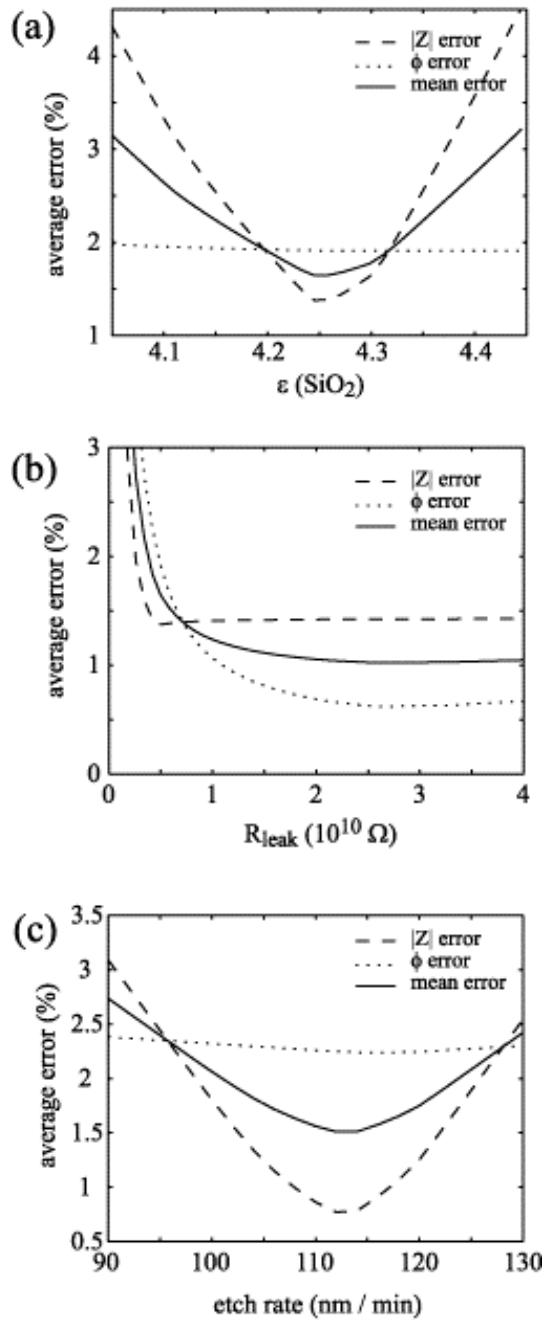 (a)
4
3
2
1
average error (%)
|Z| error
ϕ error
mean error
4.1 4.2 4.3 4.4
ε (SiO₂)
(b)
3
2
1
0
average error (%)
|Z| error
ϕ error
mean error
0 1 2 3 4
R_leak (10¹⁰ Ω)
(c)
3.5
3
2.5
2
1.5
1
0.5
average error (%)
|Z| error
ϕ error
mean error
90 100 110 120 130
etch rate (nm / min)